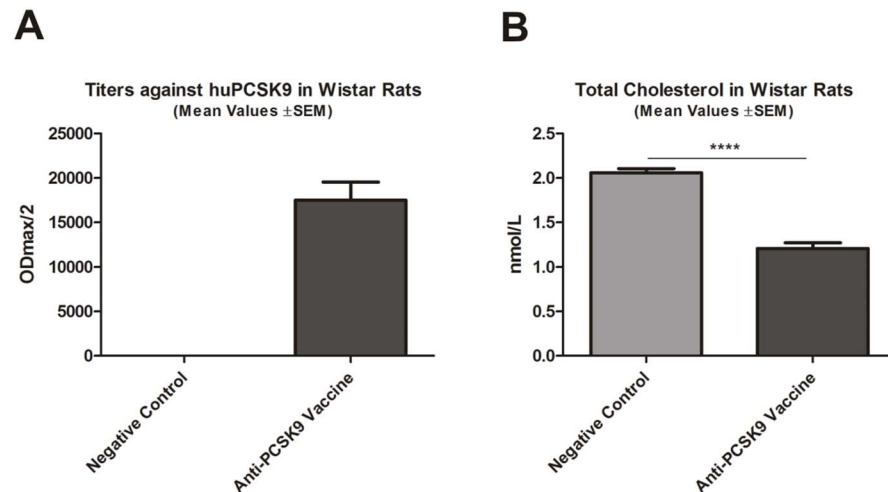 A
Titers against huPCSK9 in Wistar Rats
(Mean Values ±SEM)
ODmax/2
25000
20000
15000
10000
5000
0
Negative Control
Anti-PCSK9 Vaccine
B
Total Cholesterol in Wistar Rats
(Mean Values ±SEM)
nmol/L
2.5
2.0
1.5
1.0
0.5
0.0
****
Negative Control
Anti-PCSK9 Vaccine